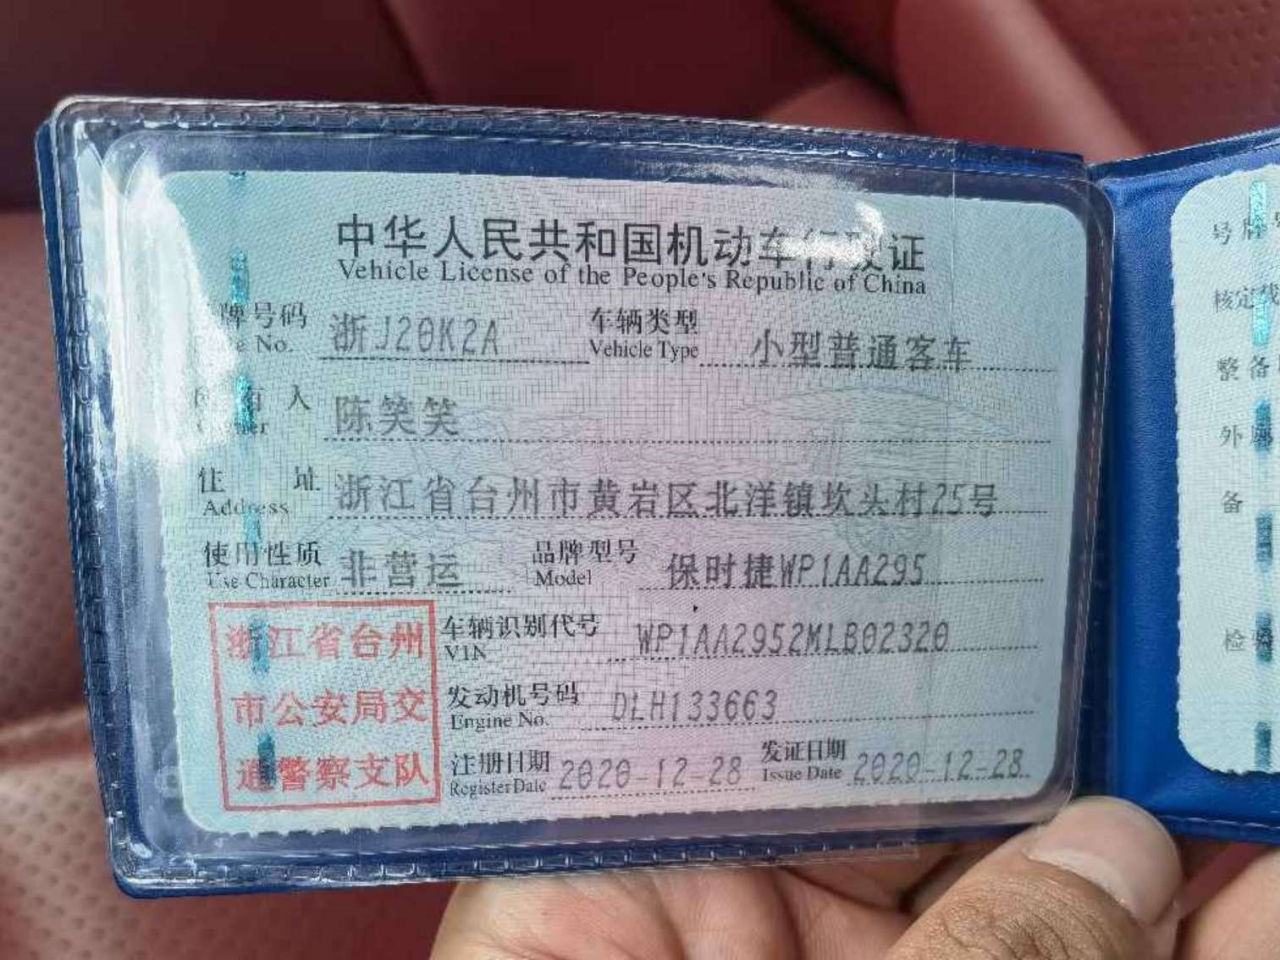 中华人民共和国机动车行驶证
Vehicle License of the People's Republic of China
牌号码 浙J20K2A 车辆类型 小型普通客车
No. Vehicle Type
人 陈笑笑
住 址 浙江省台州市黄岩区北洋镇坎头村25号
Address
使用性质 非营运 品牌型号 保时捷WP1AA295
Use Character Model
车辆识别代号 WP1AA2952MLB02320
VIN
发动机号码 DLH133663
Engine No.
注册日期 2020-12-28 发证日期 2020-12-28
Register Date Issue Date
浙江省台州
市公安局交
通警察支队
号牌
核定
整备
外
备
检验